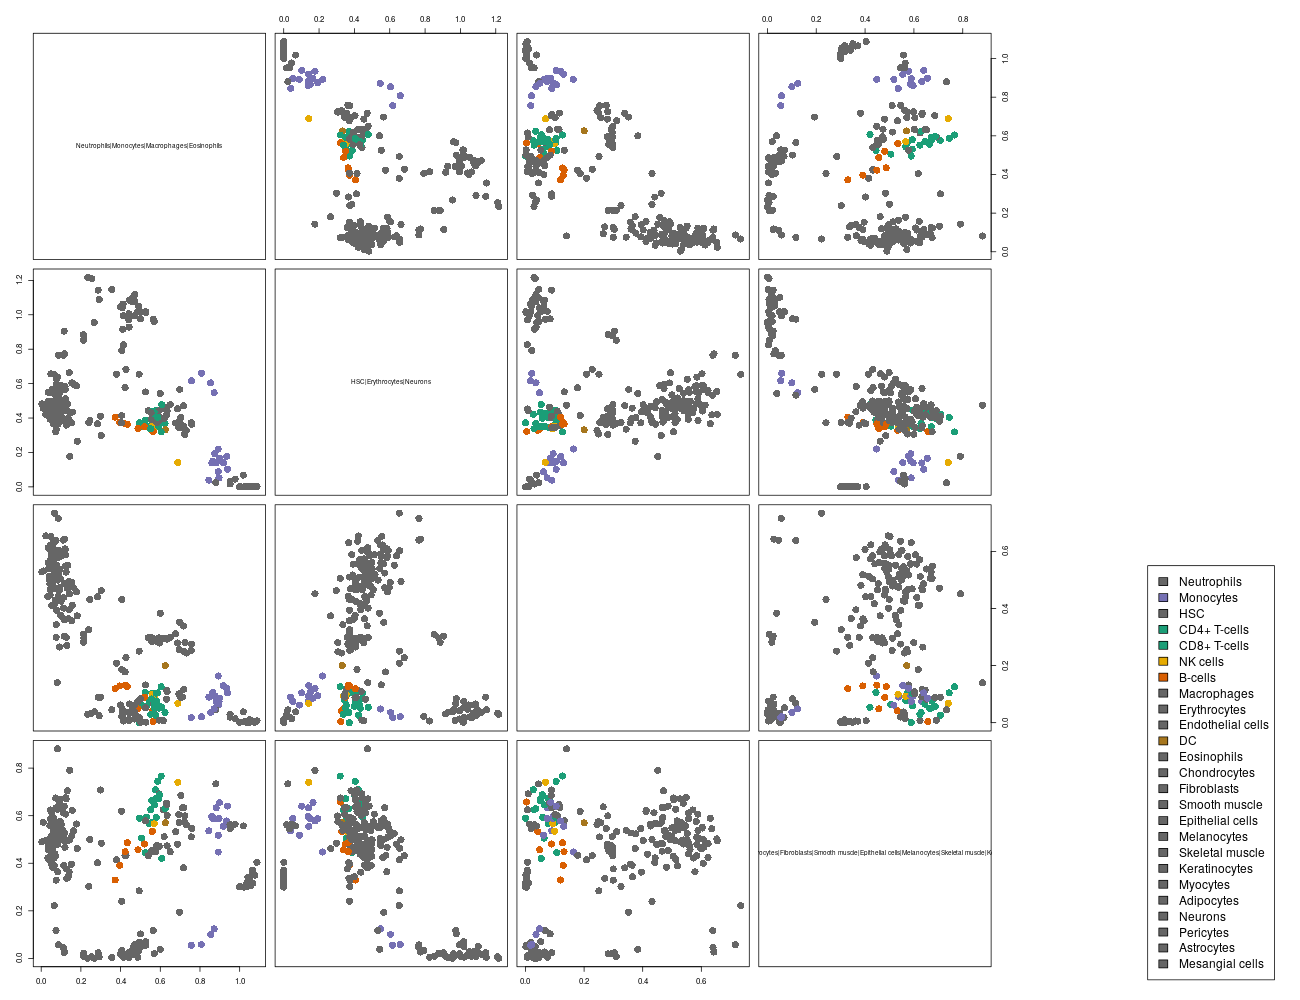 0.0 0.2 0.4 0.6 0.8 1.0 1.2
0.0 0.2 0.4 0.6 0.8
Neutrophils|Monocytes|Macrophages|Eosinophils
0.0 0.2 0.4 0.6 0.8 1.0
0.0 0.2 0.4 0.6 0.8 1.0 1.2
HSC|Erythrocytes|Neurons
0.0 0.2 0.4 0.6
0.0 0.2 0.4 0.6 0.8
ocytes|Fibroblasts|Smooth muscle|Epithelial cells|Melanocytes|Skeletal muscle|K
0.0 0.2 0.4 0.6 0.8 1.0
0.0 0.2 0.4 0.6
Neutrophils
Monocytes
HSC
CD4+ T-cells
CD8+ T-cells
NK cells
B-cells
Macrophages
Erythrocytes
Endothelial cells
DC
Eosinophils
Chondrocytes
Fibroblasts
Smooth muscle
Epithelial cells
Melanocytes
Skeletal muscle
Keratinocytes
Myocytes
Adipocytes
Neurons
Pericytes
Astrocytes
Mesangial cells